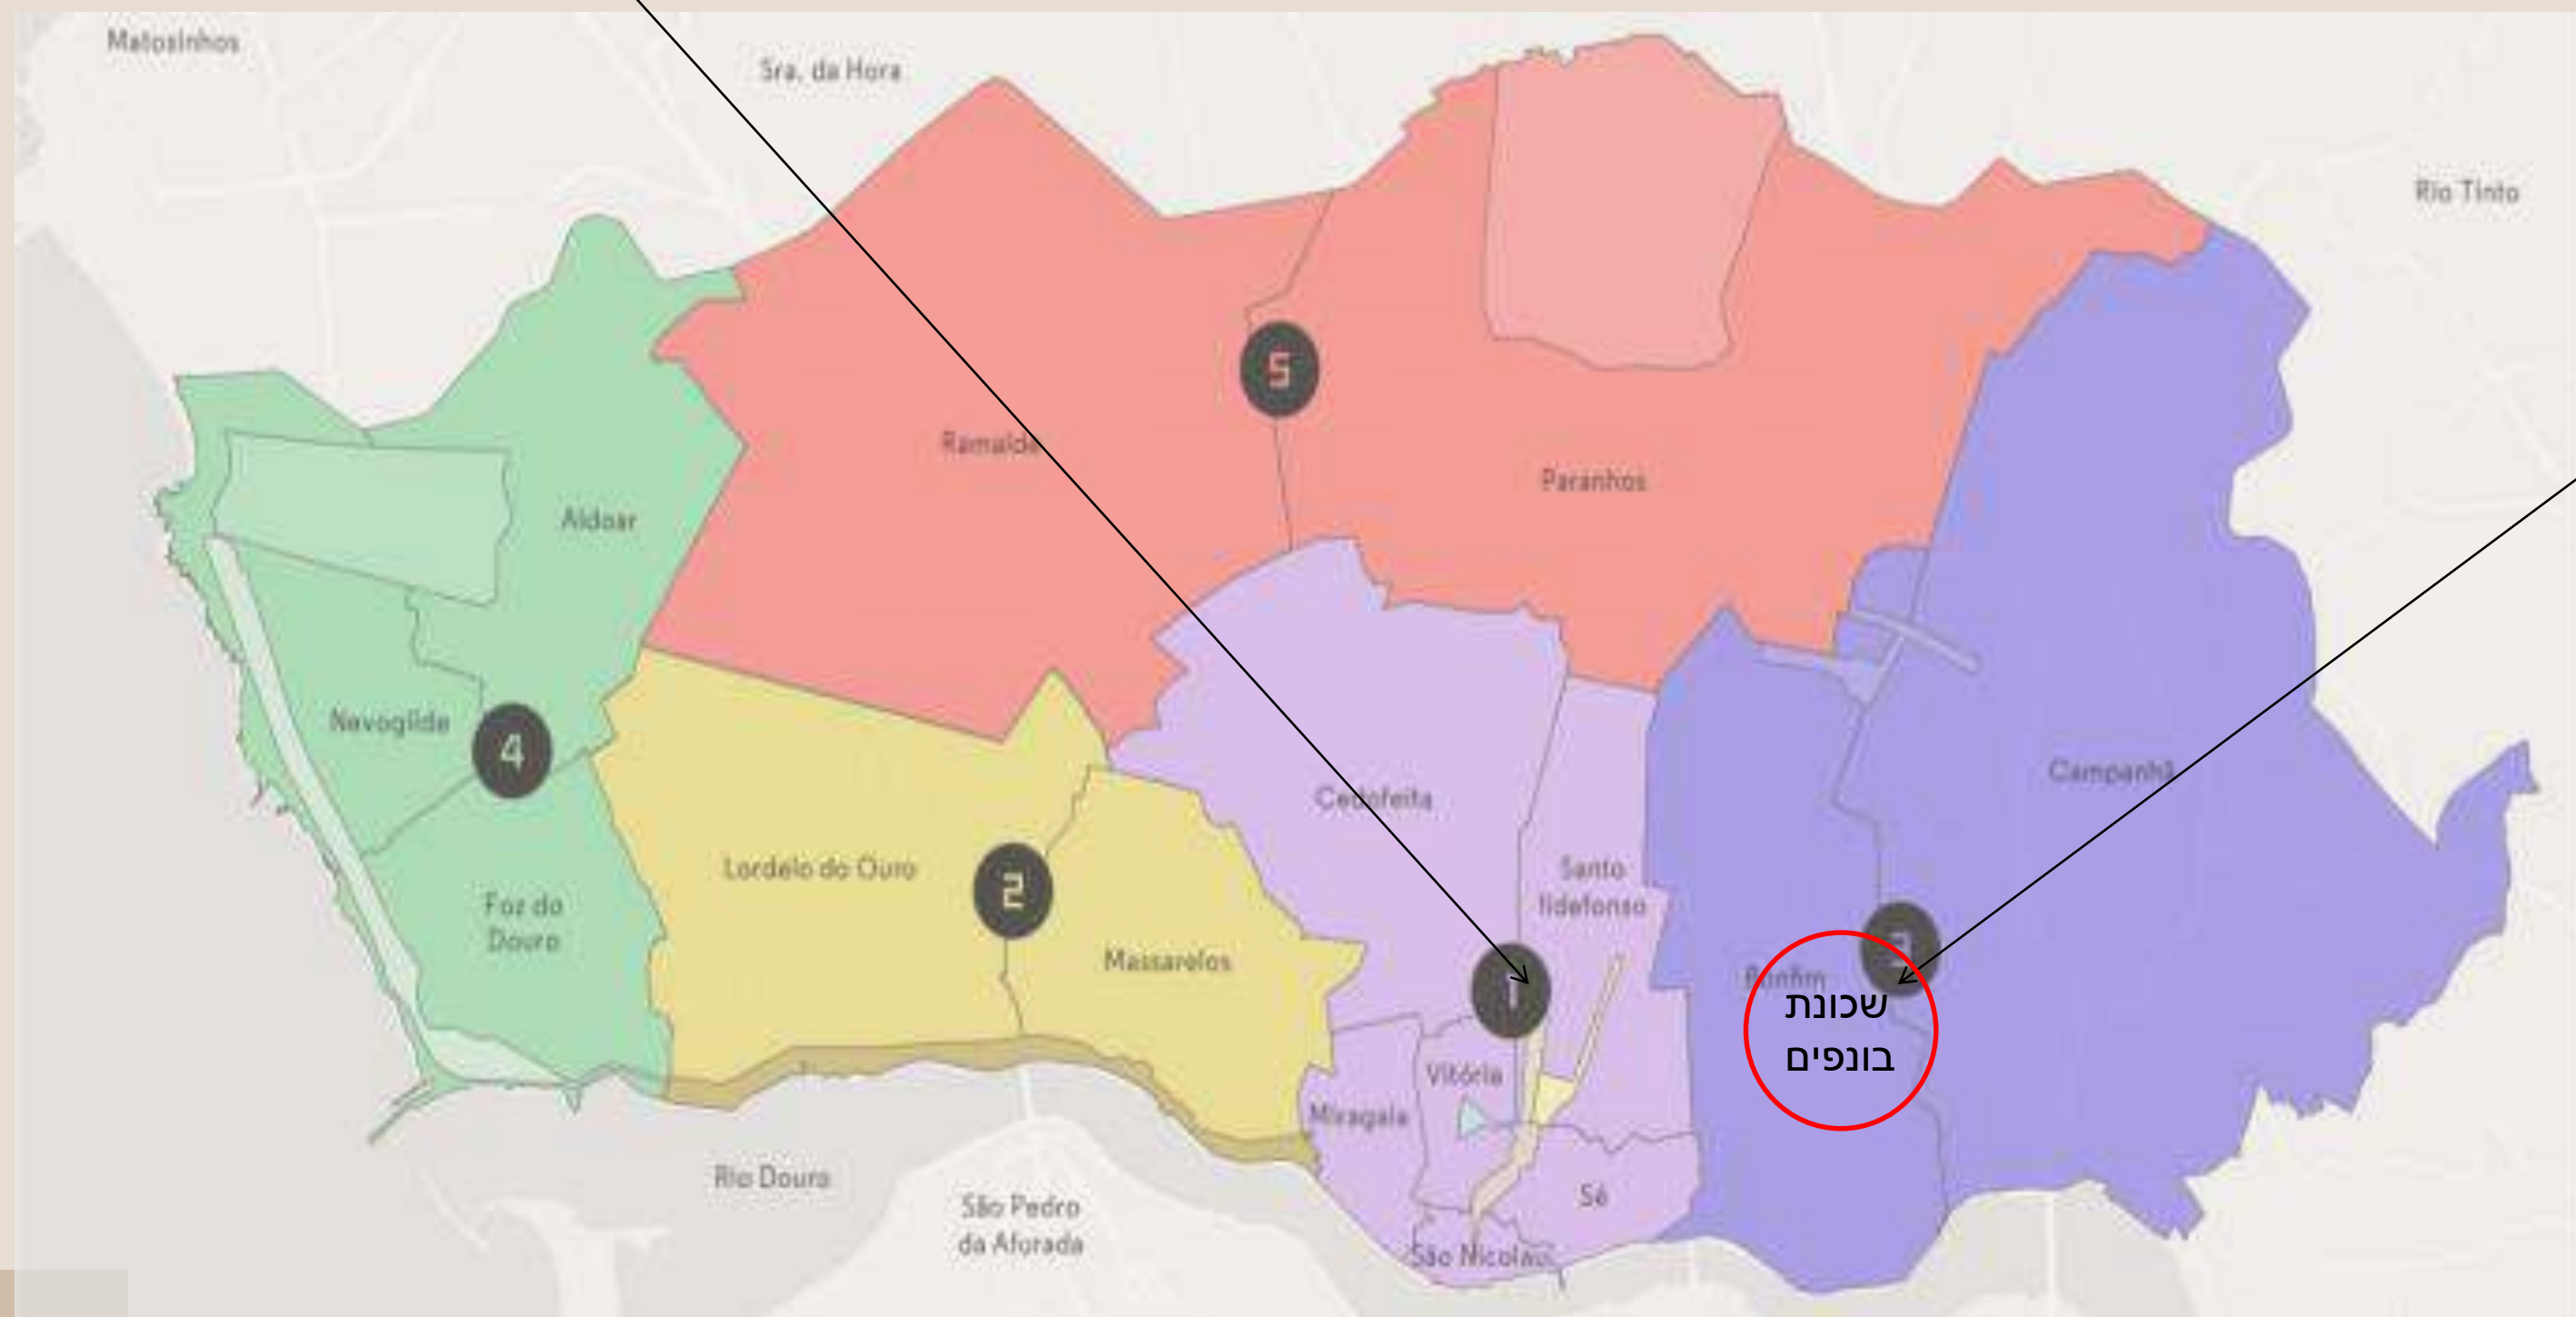 Matosinhos
Sra. da Hora
Rio Tinto
5
Ramalde
Paranhos
Aldoar
Nevogilde
4
Campanhã
Cedofeita
Lordelo do Ouro
2
Santo
Ildefonso
Foz do
Douro
Massarelos
1
3
Bonfim
שכונת
בונפים
Vitória
Miragaia
Rio Douro
Sé
São Pedro
da Afurada
São Nicolau